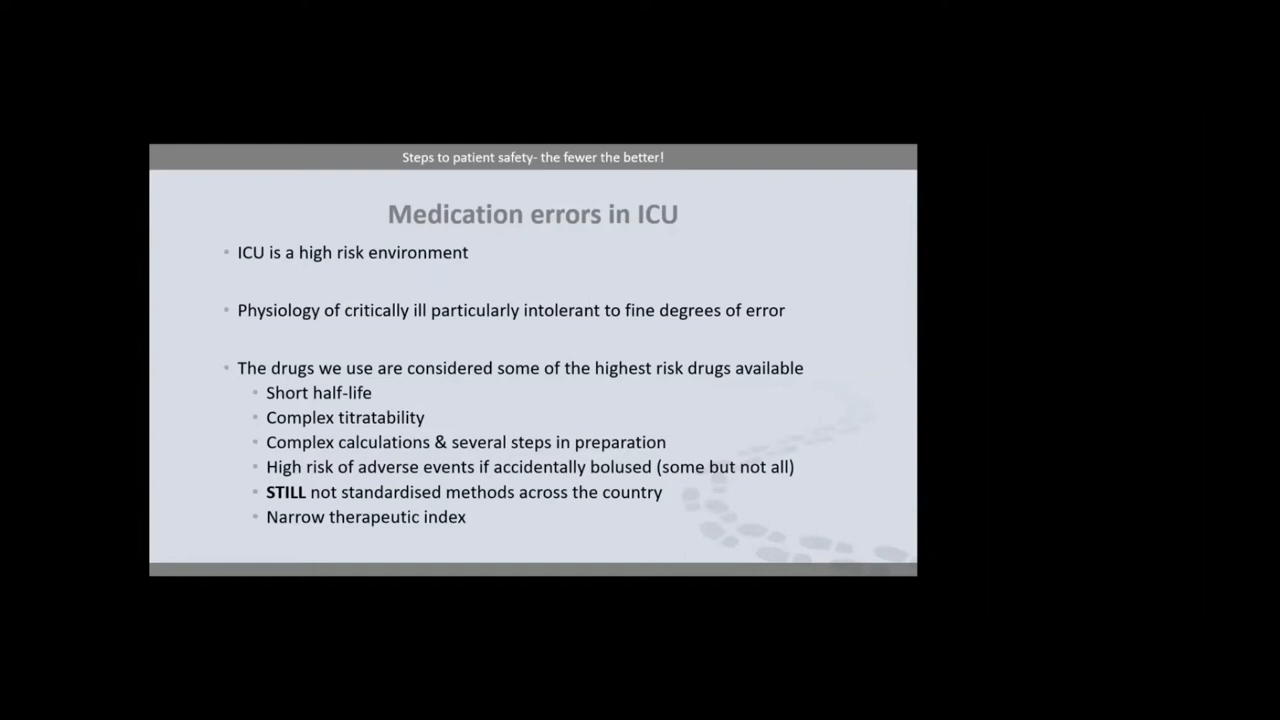 Steps to patient safety- the fewer the better!
Medication errors in ICU
• ICU is a high risk environment
• Physiology of critically ill particularly intolerant to fine degrees of error
• The drugs we use are considered some of the highest risk drugs available
• Short half-life
• Complex titratability
• Complex calculations & several steps in preparation
• High risk of adverse events if accidentally bolused (some but not all)
• STILL not standardised methods across the country
• Narrow therapeutic index